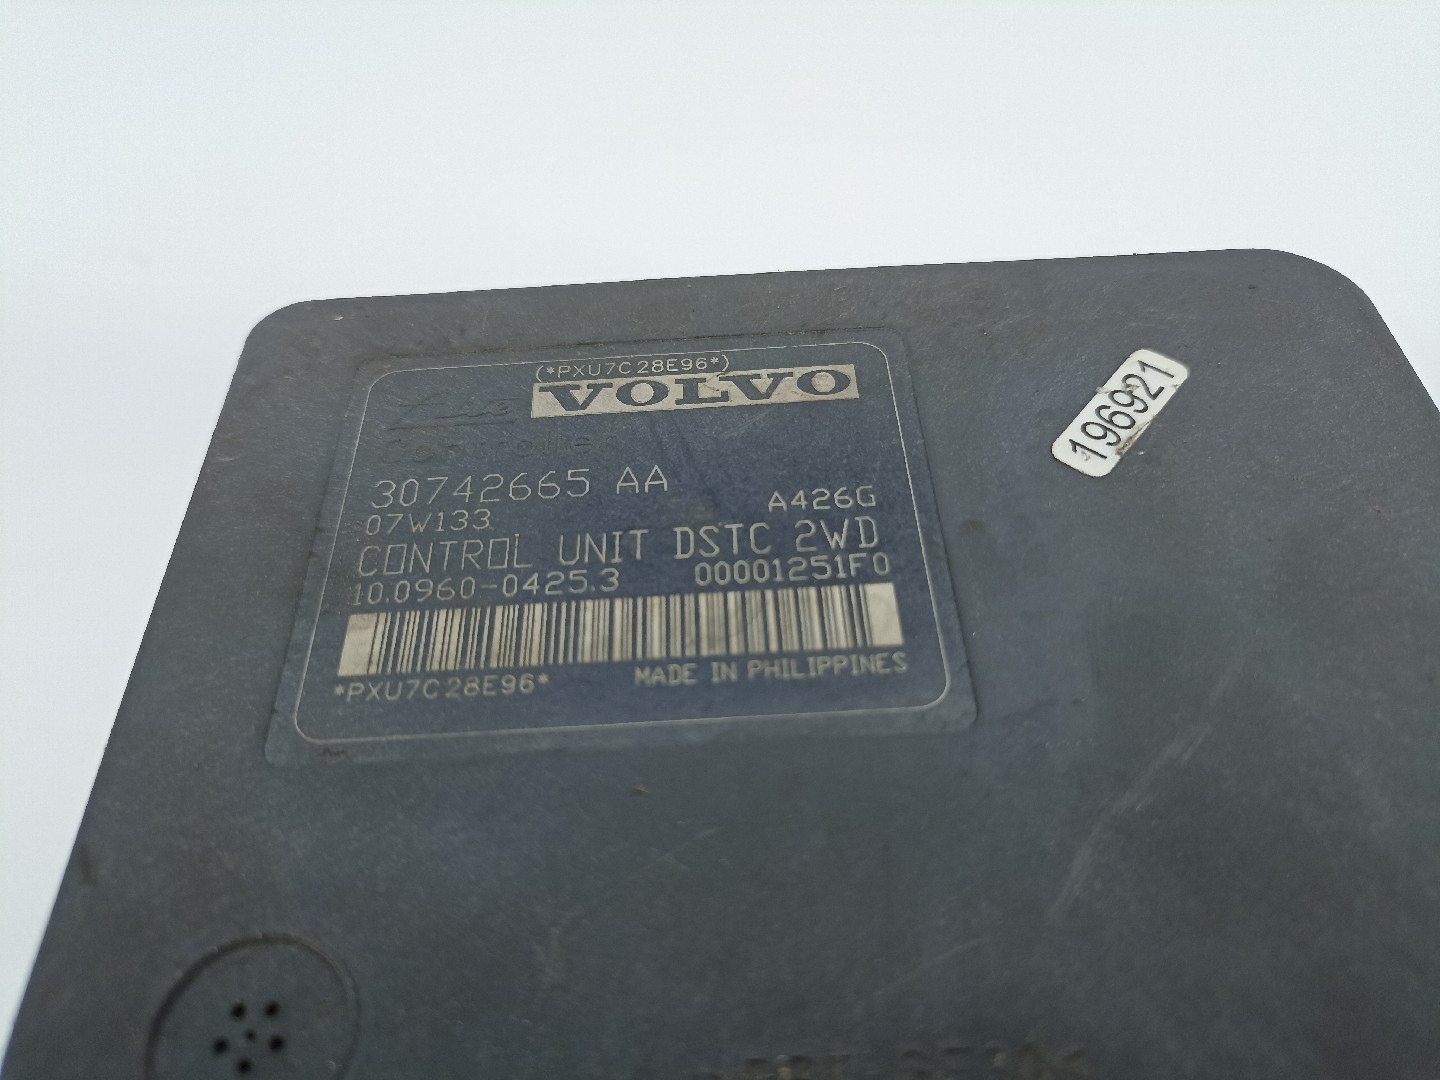 (*PXU7C28E96*)
VOLVO
30742665 AA
07W133 A426G
CONTROL UNIT DSTC 2WD
10.0960-0425.3 00001251F0
*PXU7C28E96* MADE IN PHILIPPINES
196921